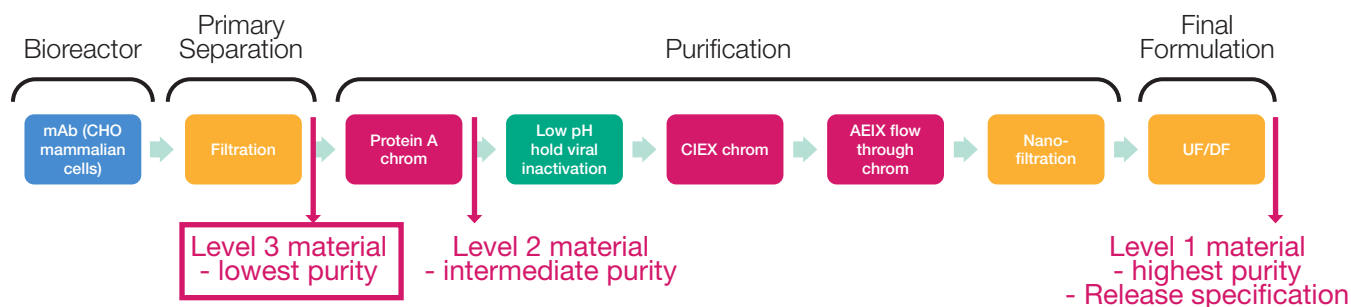 Bioreactor
Primary
Separation
Purification
Final
Formulation
mAb (CHO
mammalian
cells)
Filtration
Protein A
chrom
Low pH
hold viral
inactivation
CIEX chrom
AEIX flow
through
chrom
Nano-
filtration
UF/DF
Level 3 material
- lowest purity
Level 2 material
- intermediate purity
Level 1 material
- highest purity
- Release specification